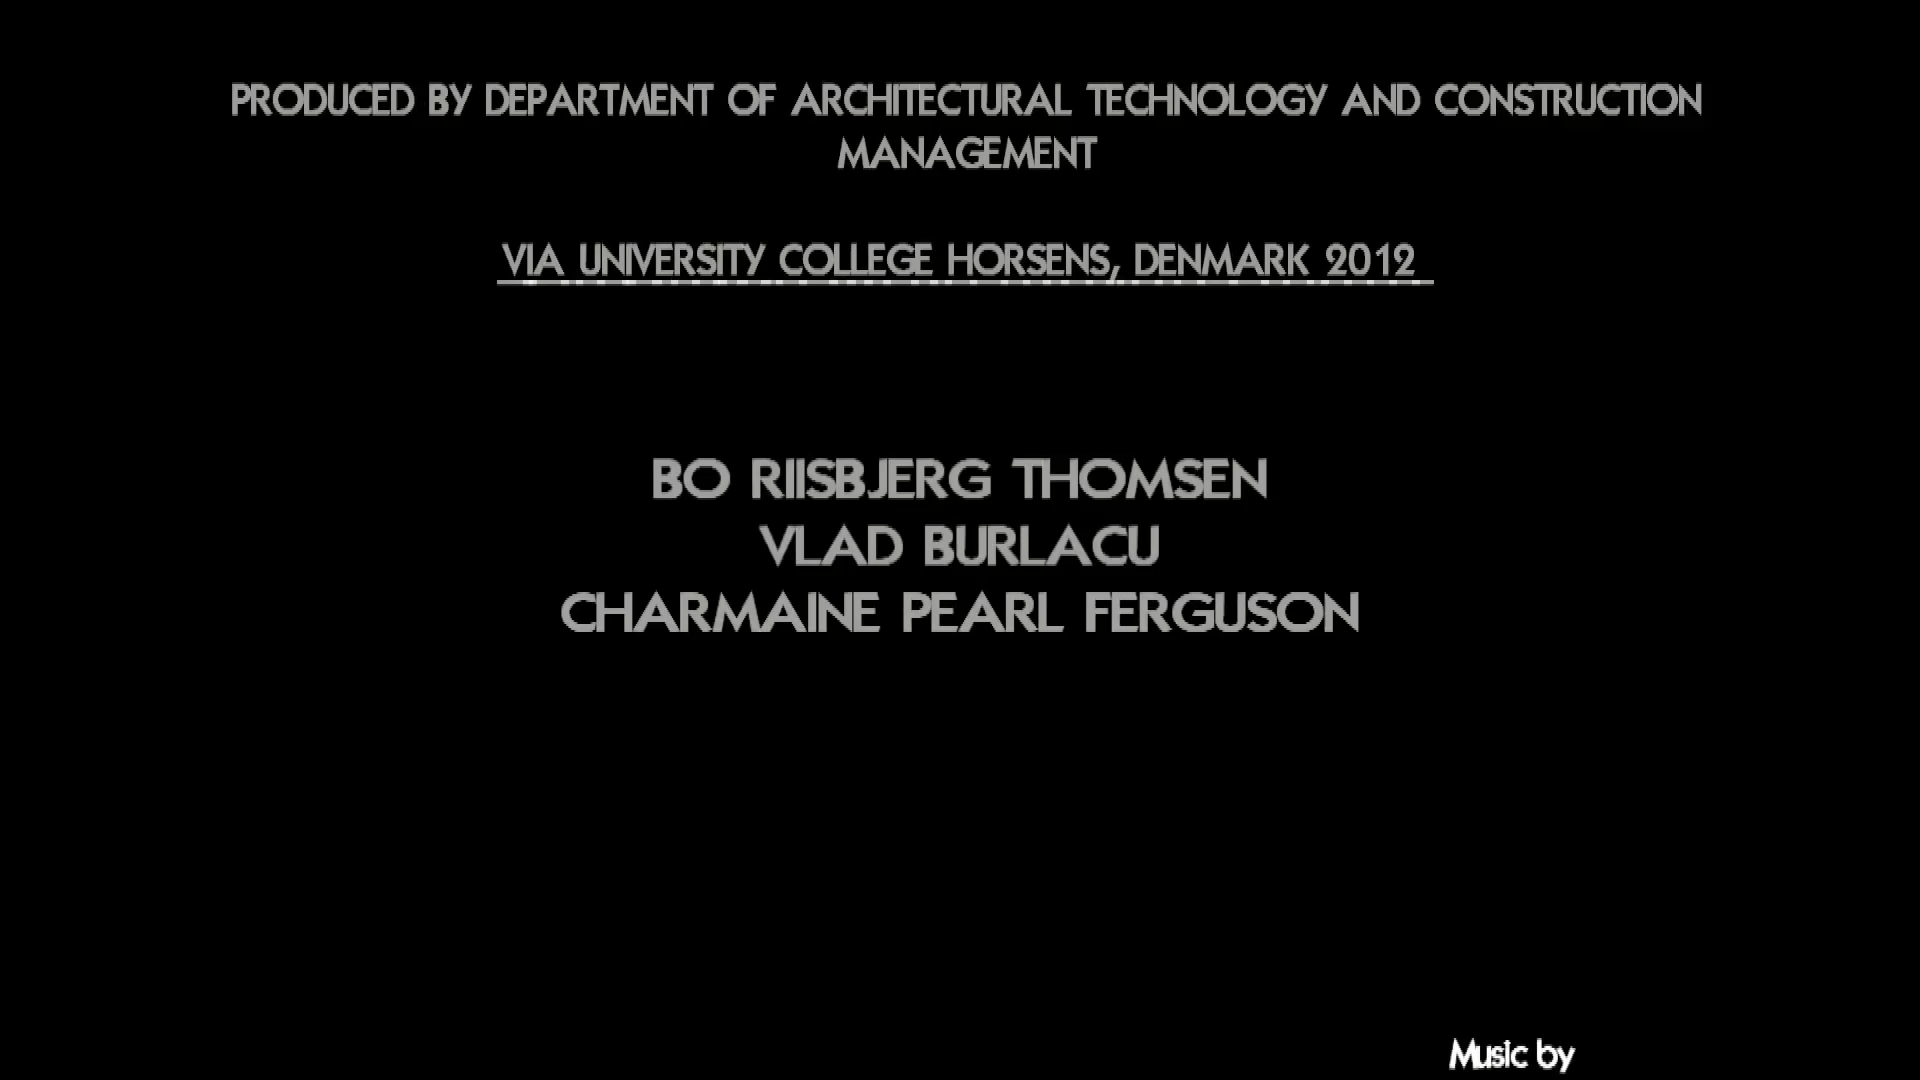 PRODUCED BY DEPARTMENT OF ARCHITECTURAL TECHNOLOGY AND CONSTRUCTION
MANAGEMENT
VIA UNIVERSITY COLLEGE HORSENS, DENMARK 2012
BO RIISBJERG THOMSEN
VLAD BURLACU
CHARMAINE PEARL FERGUSON
Music by